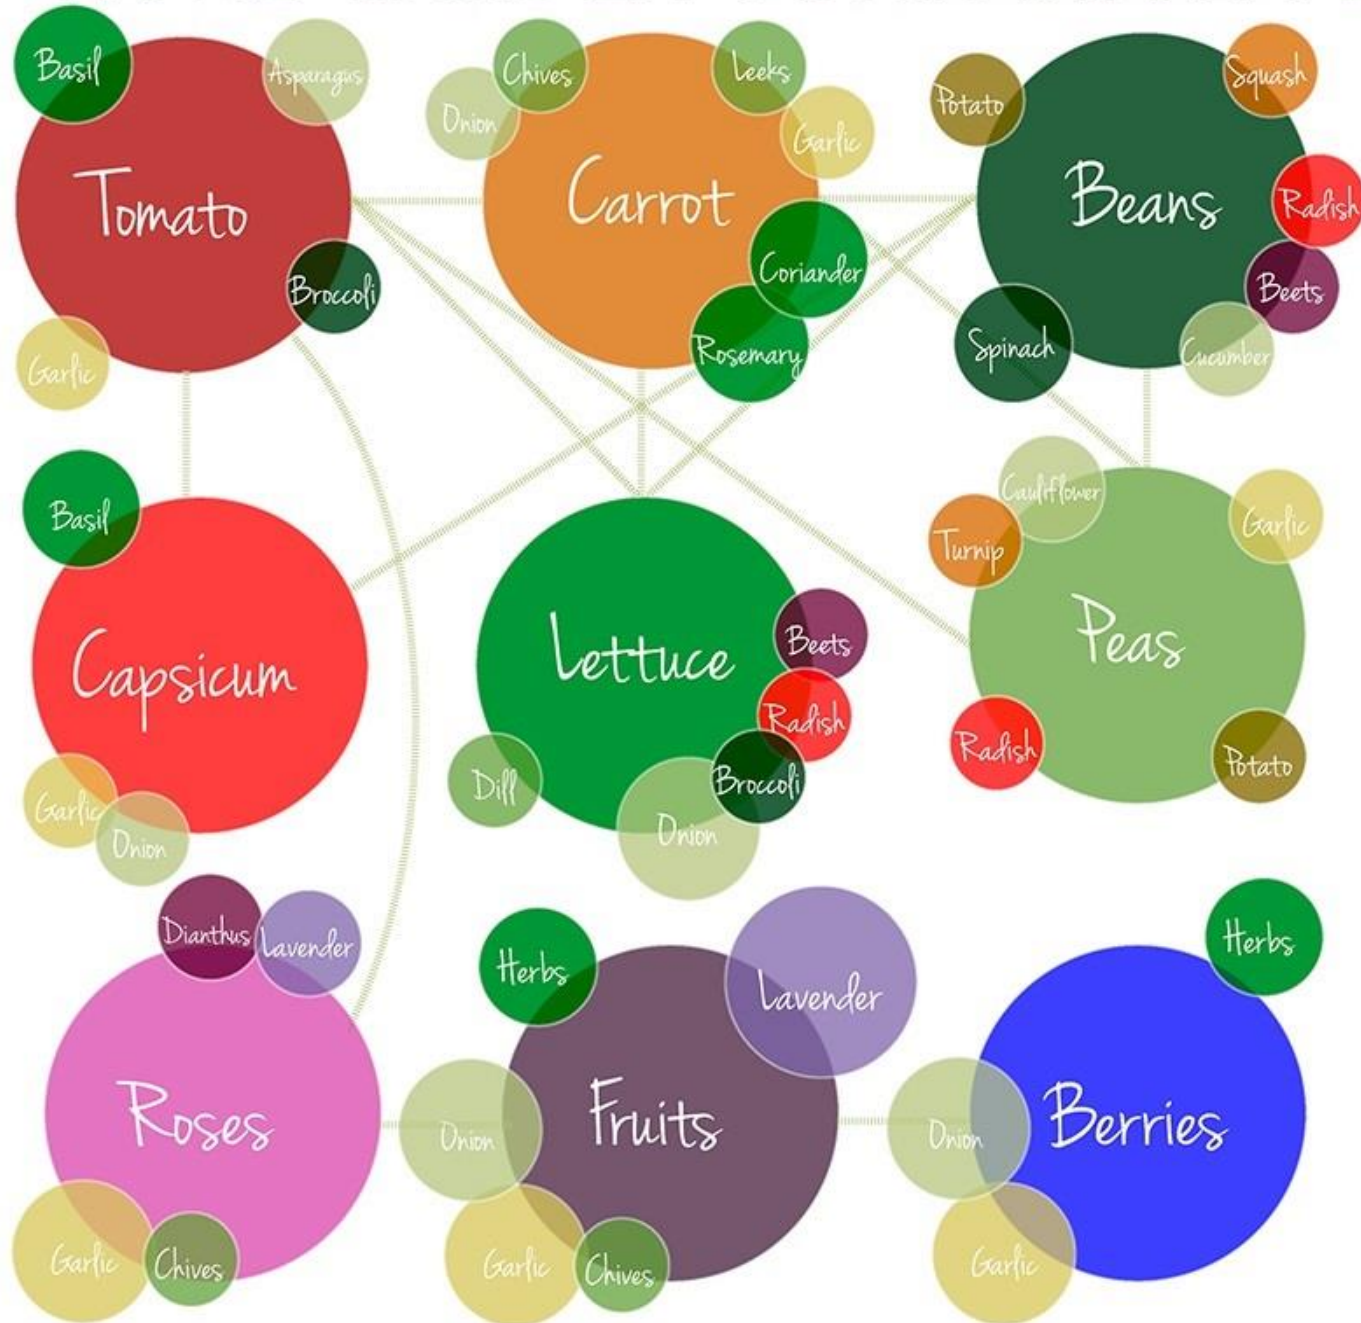 Basil
Asparagus
Tomato
Broccoli
Garlic
Chives
Leeks
Onion
Garlic
Carrot
Coriander
Rosemary
Potato
Squash
Beans
Radish
Beets
Spinach
Cucumber
Basil
Capsicum
Garlic
Onion
Lettuce
Beets
Radish
Broccoli
Dill
Onion
Cauliflower
Turnip
Garlic
Peas
Radish
Potato
Dianthus
Lavender
Roses
Garlic
Chives
Herbs
Lavender
Onion
Fruits
Garlic
Chives
Herbs
Onion
Berries
Garlic